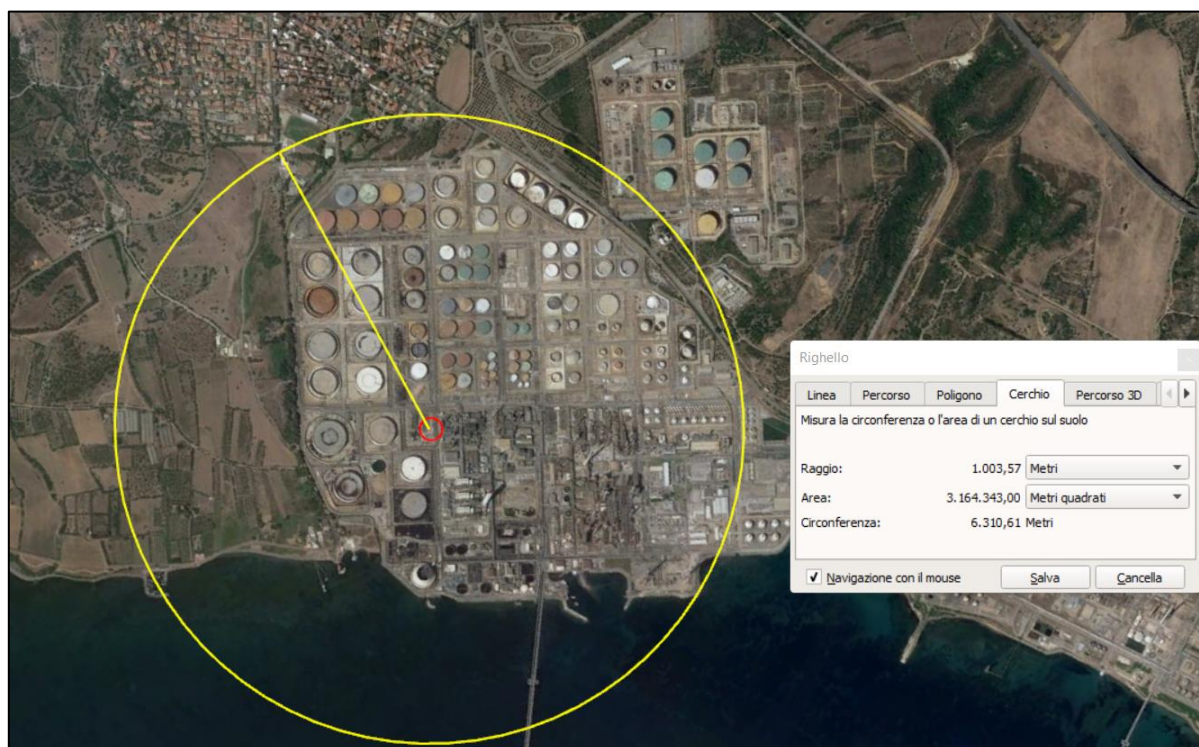 Righello
Linea Percorso Poligono Cerchio Percorso 3D
Misura la circonferenza o l'area di un cerchio sul suolo
Raggio: 1.003,57 Metri
Area: 3.164.343,00 Metri quadrati
Circonferenza: 6.310,61 Metri
Navigazione con il mouse Salva Cancella